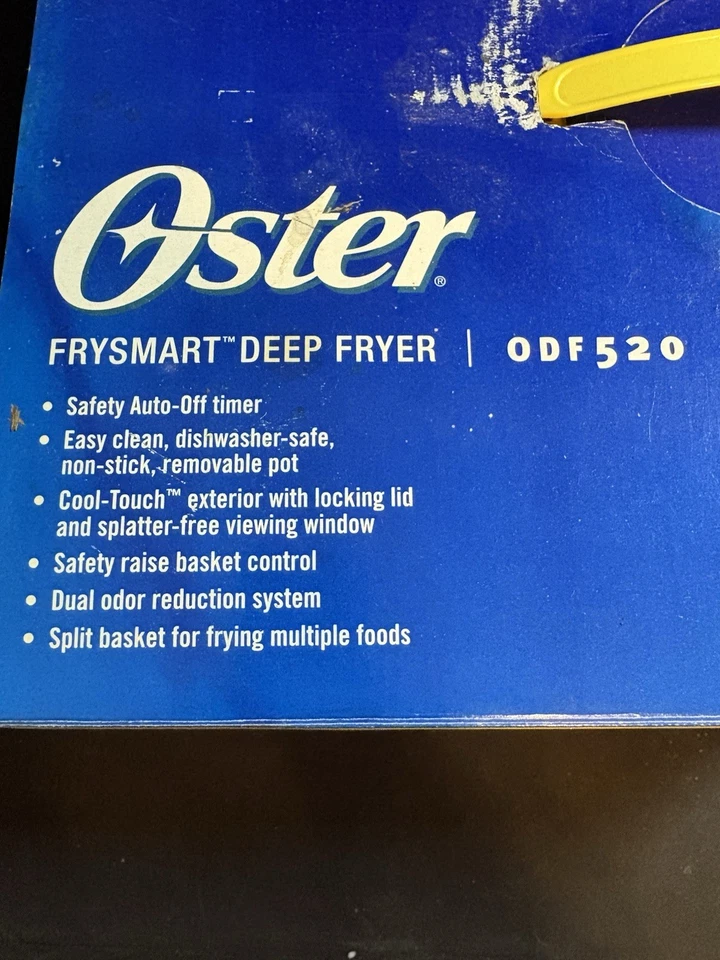 Oster®
FRYSMART™ DEEP FRYER | ODF520
• Safety Auto-Off timer
• Easy clean, dishwasher-safe,
non-stick, removable pot
• Cool-Touch™ exterior with locking lid
and splatter-free viewing window
• Safety raise basket control
• Dual odor reduction system
• Split basket for frying multiple foods